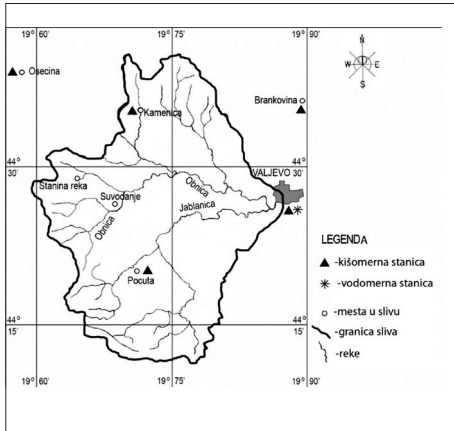 19° 60'
19° 75'
19° 90'
N
W E
S
Osecina
Brankovina
Kamenica
44° 30'
44° 30'
VALJEVO
Stanina reka
Obnica
Suvodanje
Jablanica
Obnica
LEGENDA
-kišomerna stanica
-vodomerna stanica
Pocuta
-mesta u slivu
44° 15'
44° 15'
-granica sliva
-reke
19° 60'
19° 75'
19° 90'